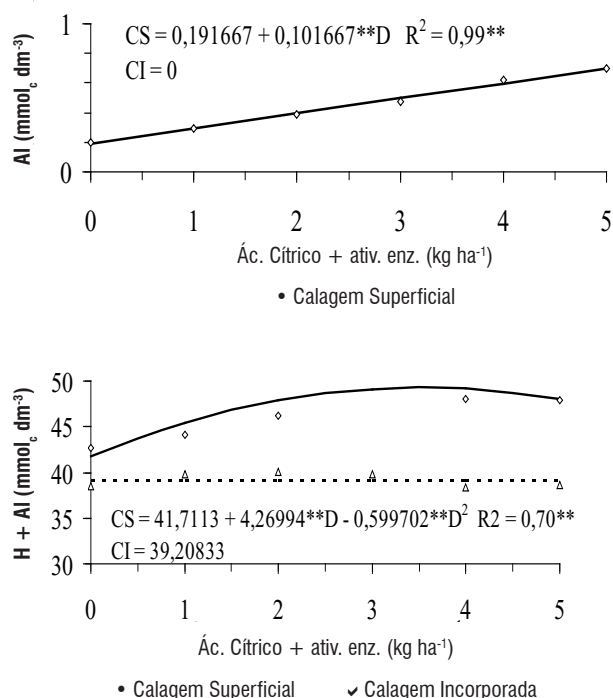 1
CS = 0,191667 + 0,101667**D R² = 0,99**
CI = 0
Al (mmol_c dm⁻³)
0
0 1 2 3 4 5
Ác. Cítrico + ativ. enz. (kg ha⁻¹)
• Calagem Superficial
50
45
40
35
30
H + Al (mmol_c dm⁻³)
CS = 41,7113 + 4,26994**D - 0,599702**D² R2 = 0,70**
CI = 39,20833
0 1 2 3 4 5
Ác. Cítrico + ativ. enz. (kg ha⁻¹)
• Calagem Superficial ✓ Calagem Incorporada